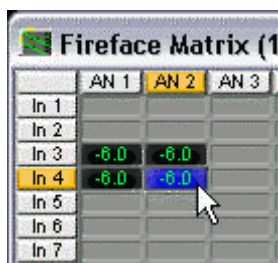 Fireface Matrix (1
AN 1 AN 2 AN 3
In 1
In 2
In 3 -6.0 -6.0
In 4 -6.0 -6.0
In 5
In 6
In 7